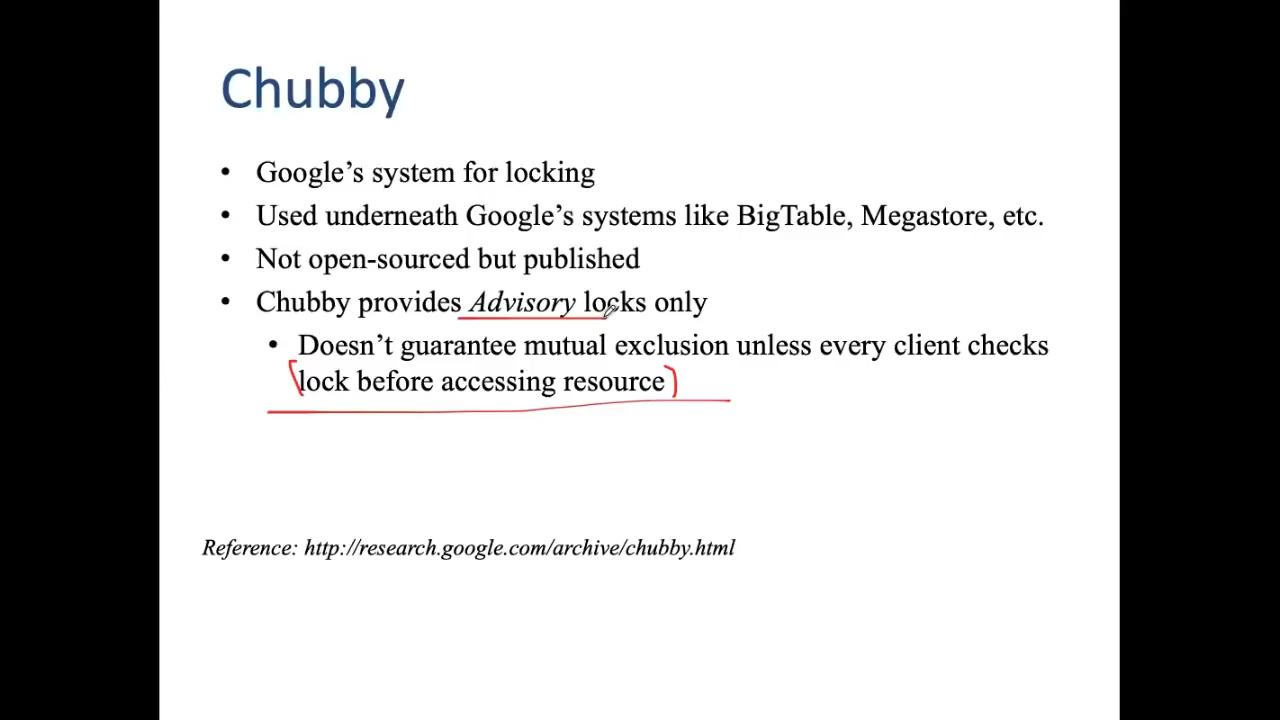 Chubby
• Google’s system for locking
• Used underneath Google’s systems like BigTable, Megastore, etc.
• Not open-sourced but published
• Chubby provides Advisory locks only
• Doesn’t guarantee mutual exclusion unless every client checks
lock before accessing resource
Reference: http://research.google.com/archive/chubby.html